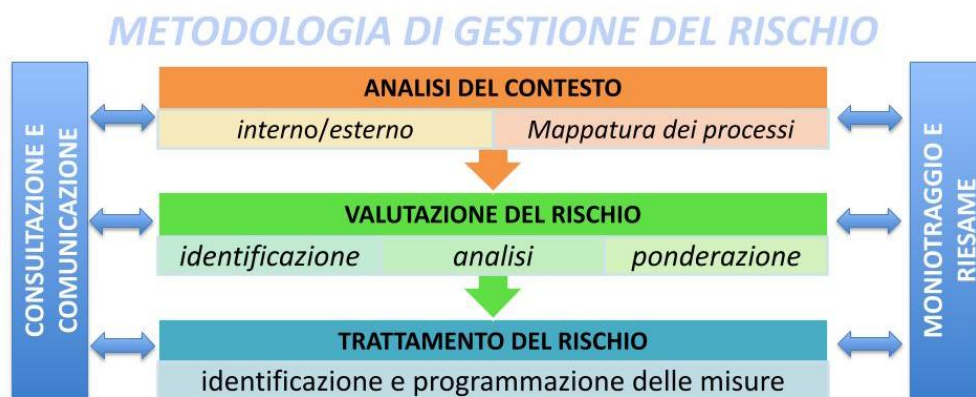 METODOLOGIA DI GESTIONE DEL RISCHIO
CONSULTAZIONE E
COMUNICAZIONE
ANALISI DEL CONTESTO
interno/esterno
Mappatura dei processi
VALUTAZIONE DEL RISCHIO
identificazione
analisi
ponderazione
TRATTAMENTO DEL RISCHIO
identificazione e programmazione delle misure
MONIOTRAGGIO E
RIESAME